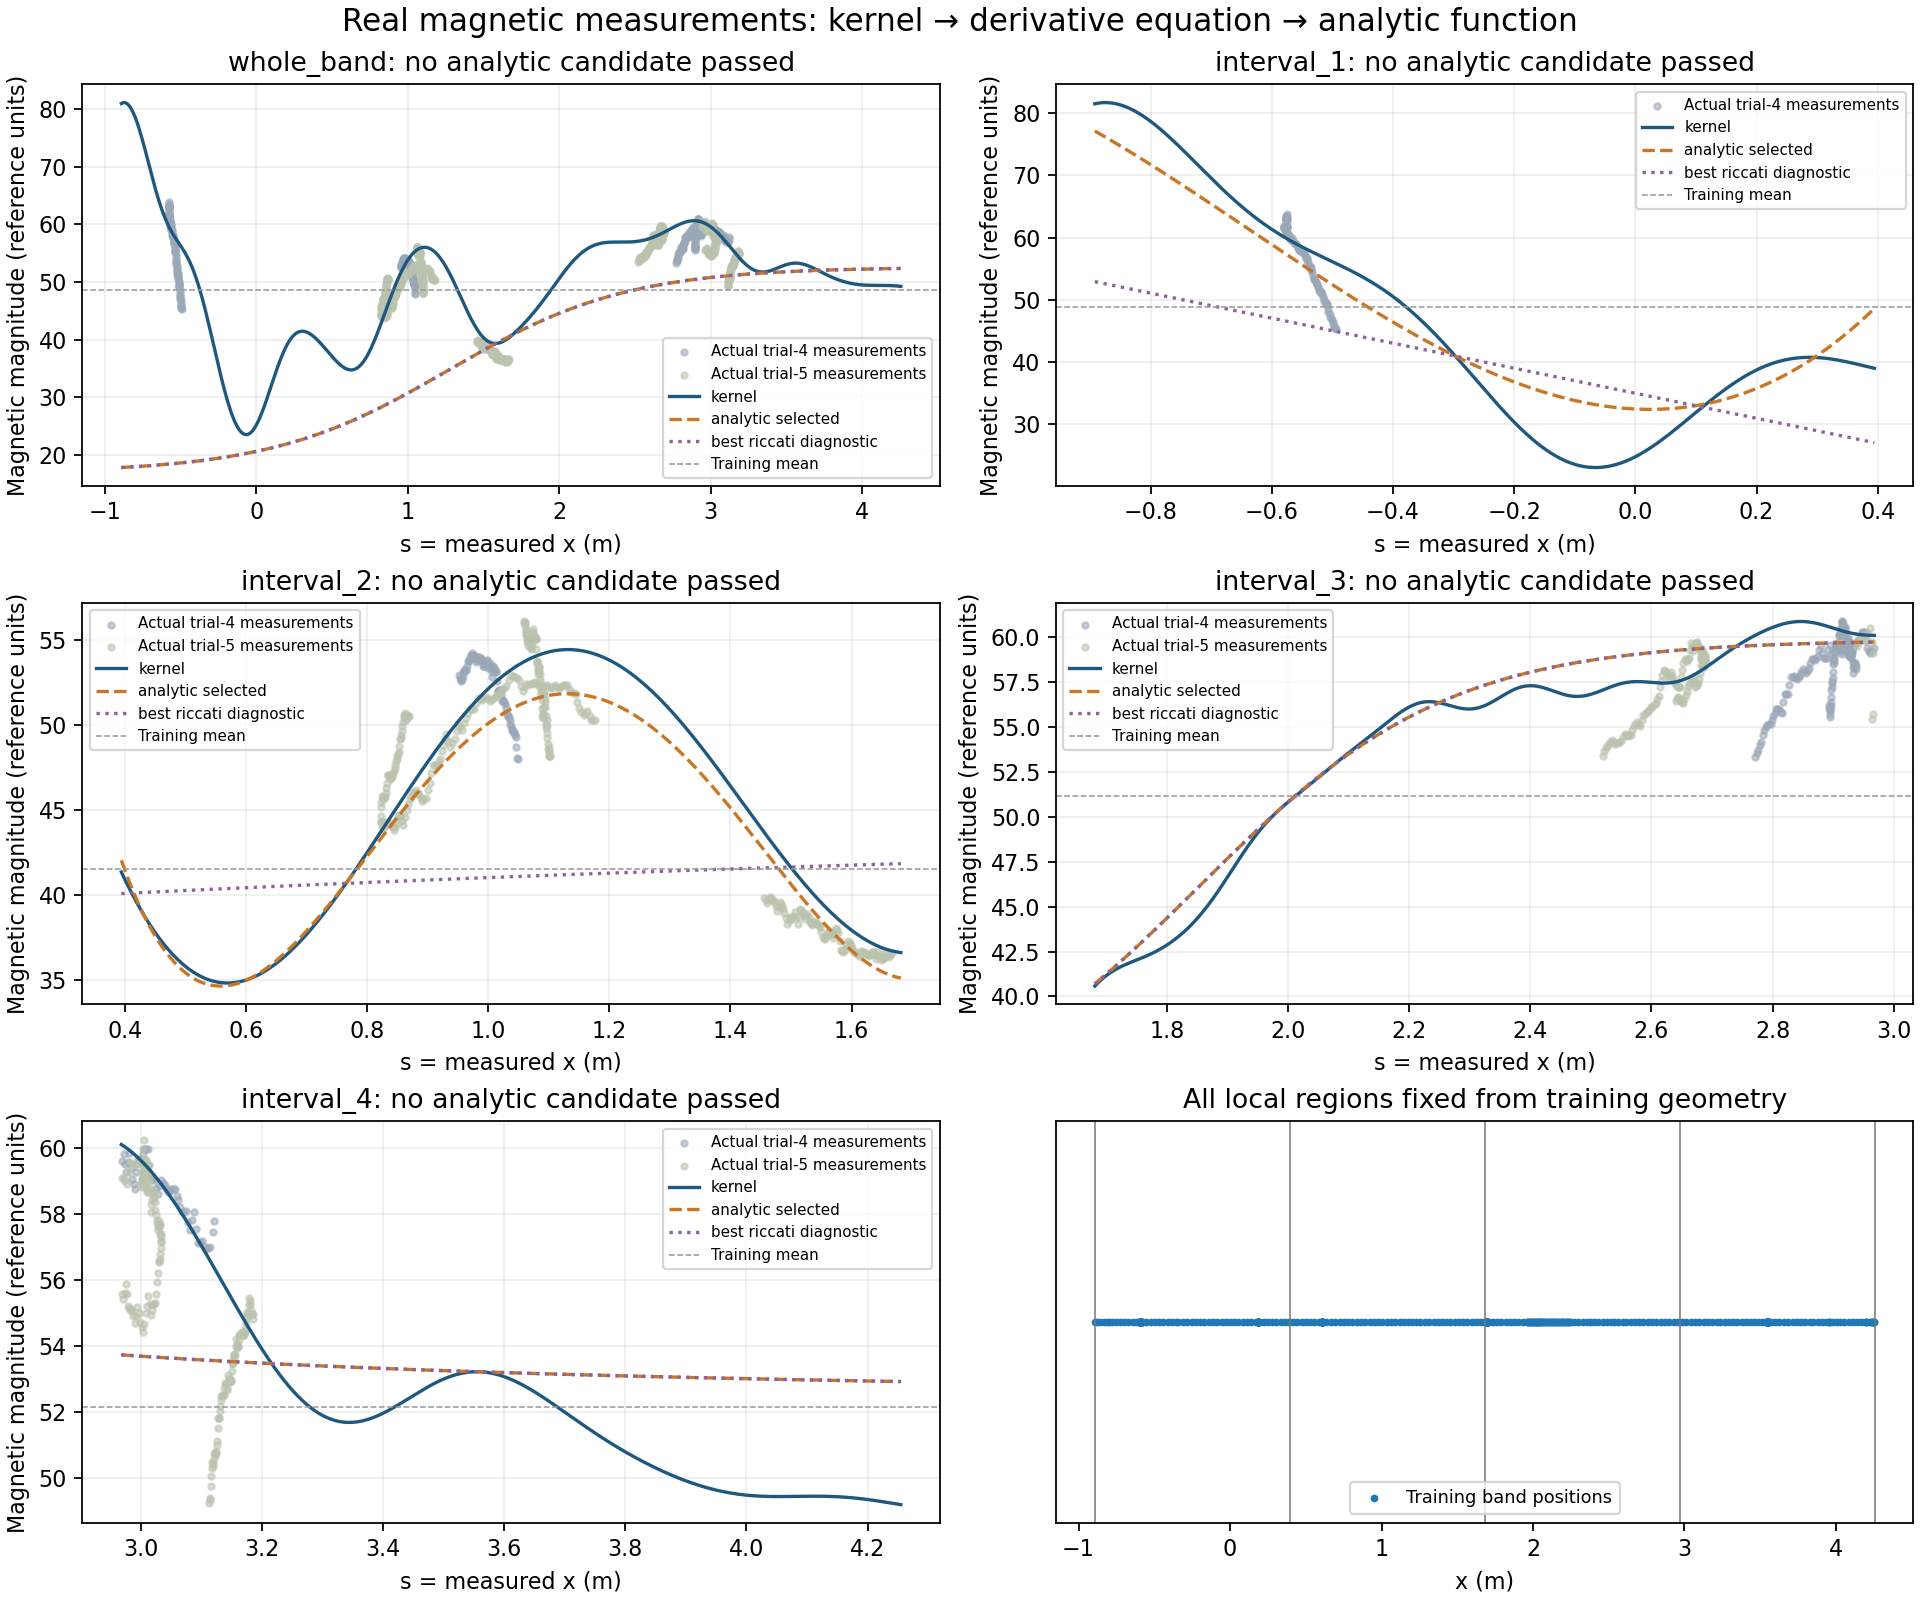 Real magnetic measurements: kernel → derivative equation → analytic function
whole_band: no analytic candidate passed
Magnetic magnitude (reference units)
80
70
60
50
40
30
20
Actual trial-4 measurements
Actual trial-5 measurements
kernel
analytic selected
best riccati diagnostic
Training mean
−1 0 1 2 3 4
s = measured x (m)
interval_1: no analytic candidate passed
Magnetic magnitude (reference units)
80
70
60
50
40
30
Actual trial-4 measurements
kernel
analytic selected
best riccati diagnostic
Training mean
−0.8 −0.6 −0.4 −0.2 0.0 0.2 0.4
s = measured x (m)
interval_2: no analytic candidate passed
Magnetic magnitude (reference units)
55
50
45
40
35
Actual trial-4 measurements
Actual trial-5 measurements
kernel
analytic selected
best riccati diagnostic
Training mean
0.4 0.6 0.8 1.0 1.2 1.4 1.6
s = measured x (m)
interval_3: no analytic candidate passed
Magnetic magnitude (reference units)
60.0
57.5
55.0
52.5
50.0
47.5
45.0
42.5
40.0
Actual trial-4 measurements
Actual trial-5 measurements
kernel
analytic selected
best riccati diagnostic
Training mean
1.8 2.0 2.2 2.4 2.6 2.8 3.0
s = measured x (m)
interval_4: no analytic candidate passed
Magnetic magnitude (reference units)
60
58
56
54
52
50
Actual trial-4 measurements
Actual trial-5 measurements
kernel
analytic selected
best riccati diagnostic
Training mean
3.0 3.2 3.4 3.6 3.8 4.0 4.2
s = measured x (m)
All local regions fixed from training geometry
Training band positions
−1 0 1 2 3 4
x (m)